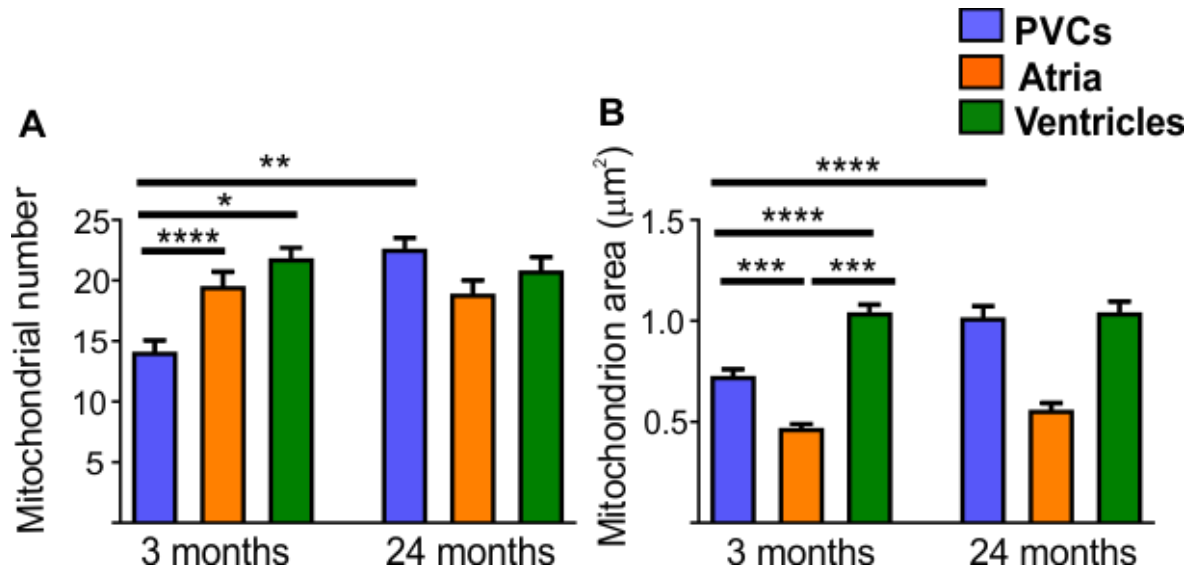 PVCs
Atria
Ventricles
A
**
*
****
Mitochondrial number
25
20
15
10
5
3 months
24 months
B
****
****
***
***
Mitochondrion area (μm²)
1.5
1.0
0.5
3 months
24 months